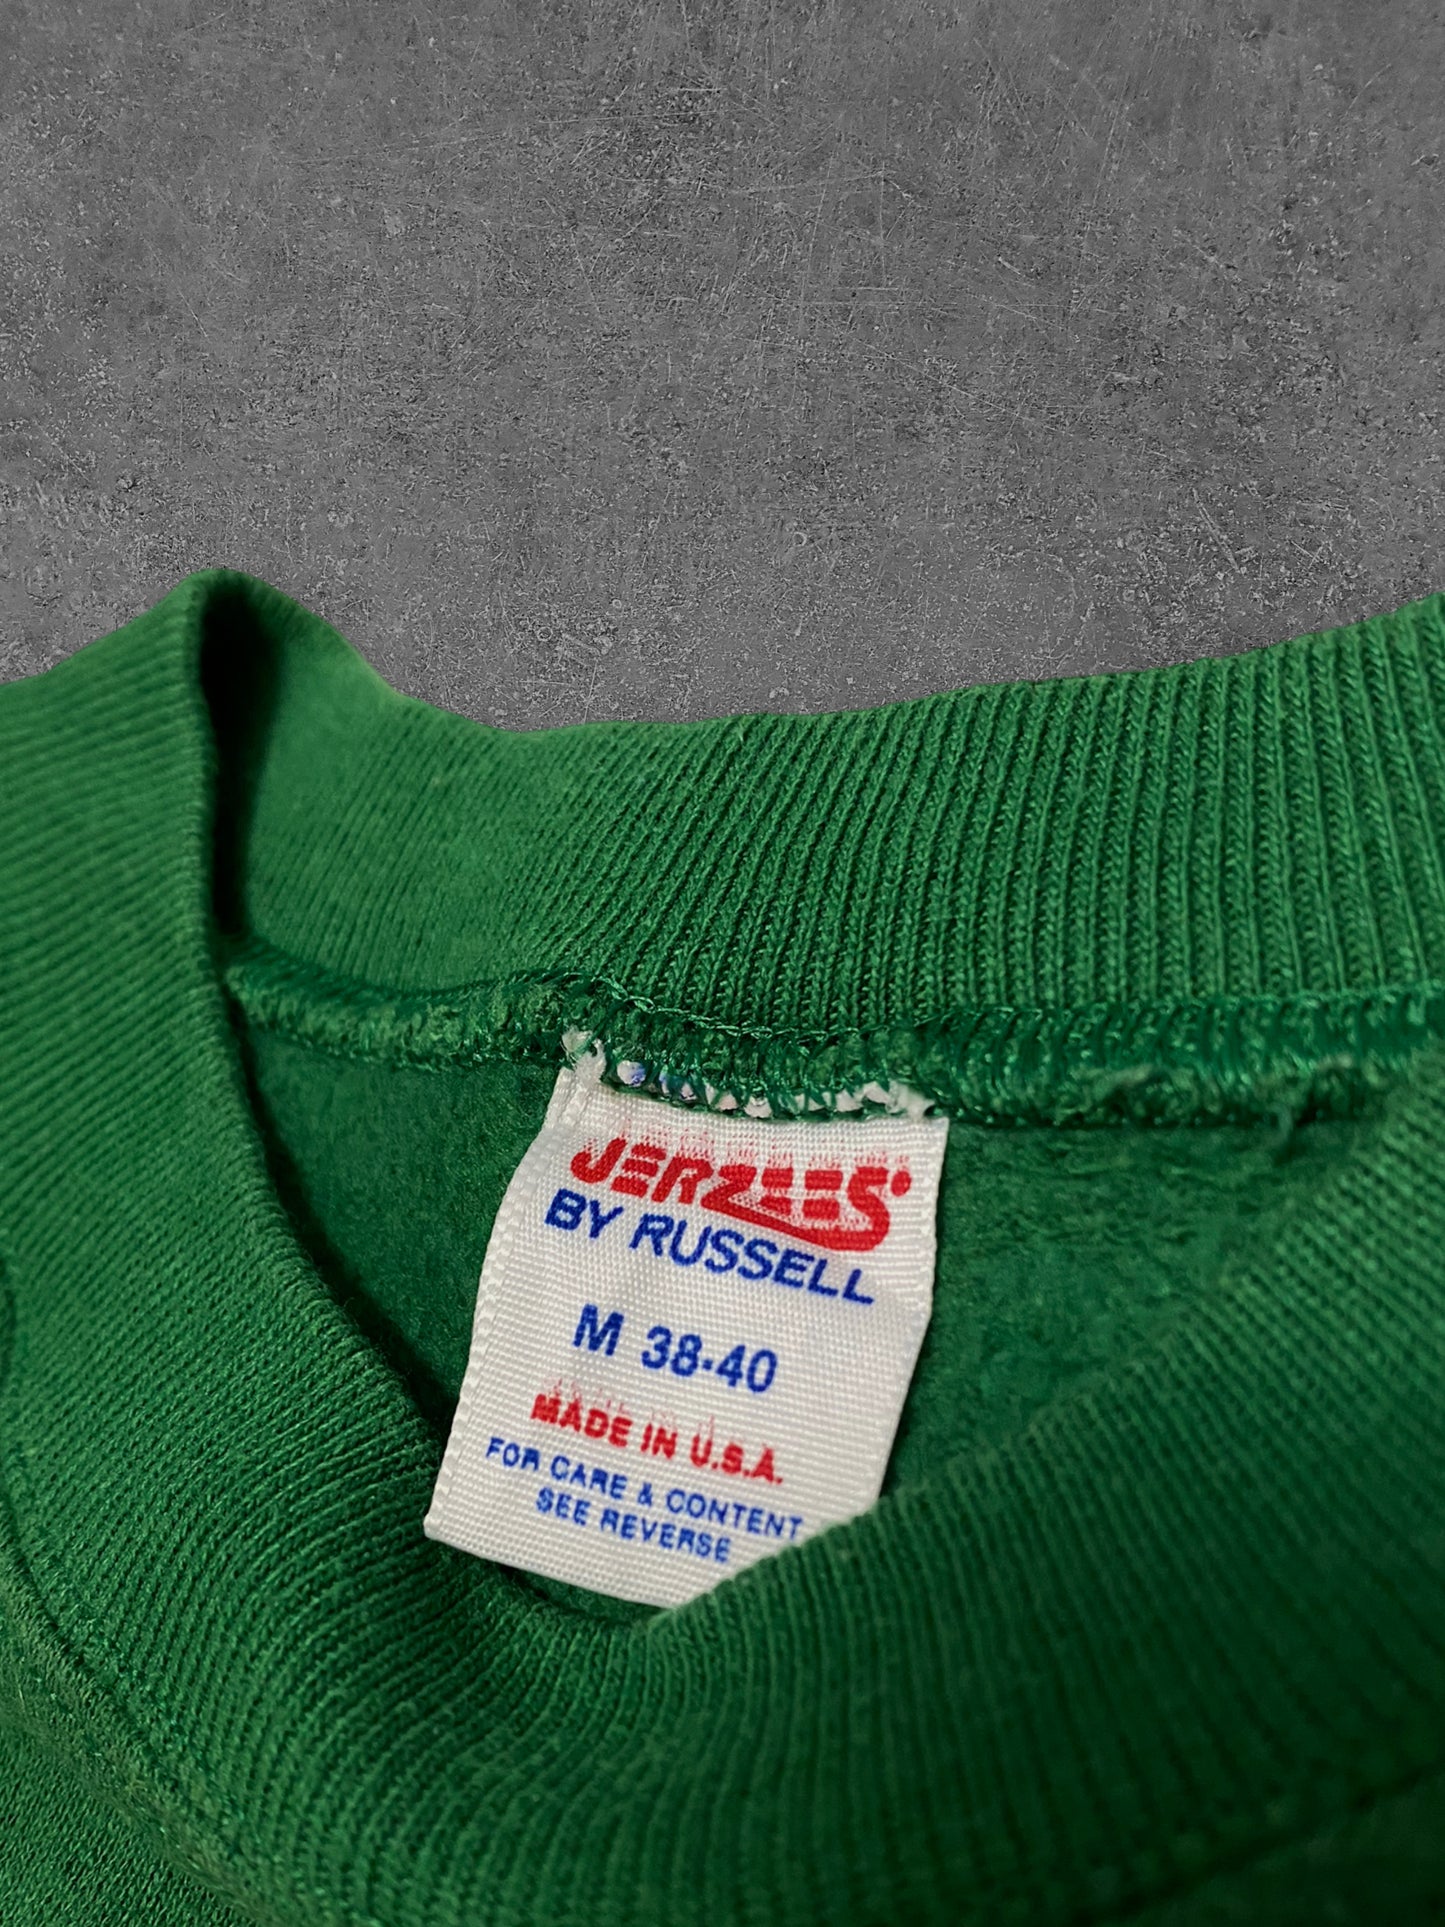 JERZEES
BY RUSSELL
M 38-40
MADE IN U.S.A.
FOR CARE & CONTENT
SEE REVERSE